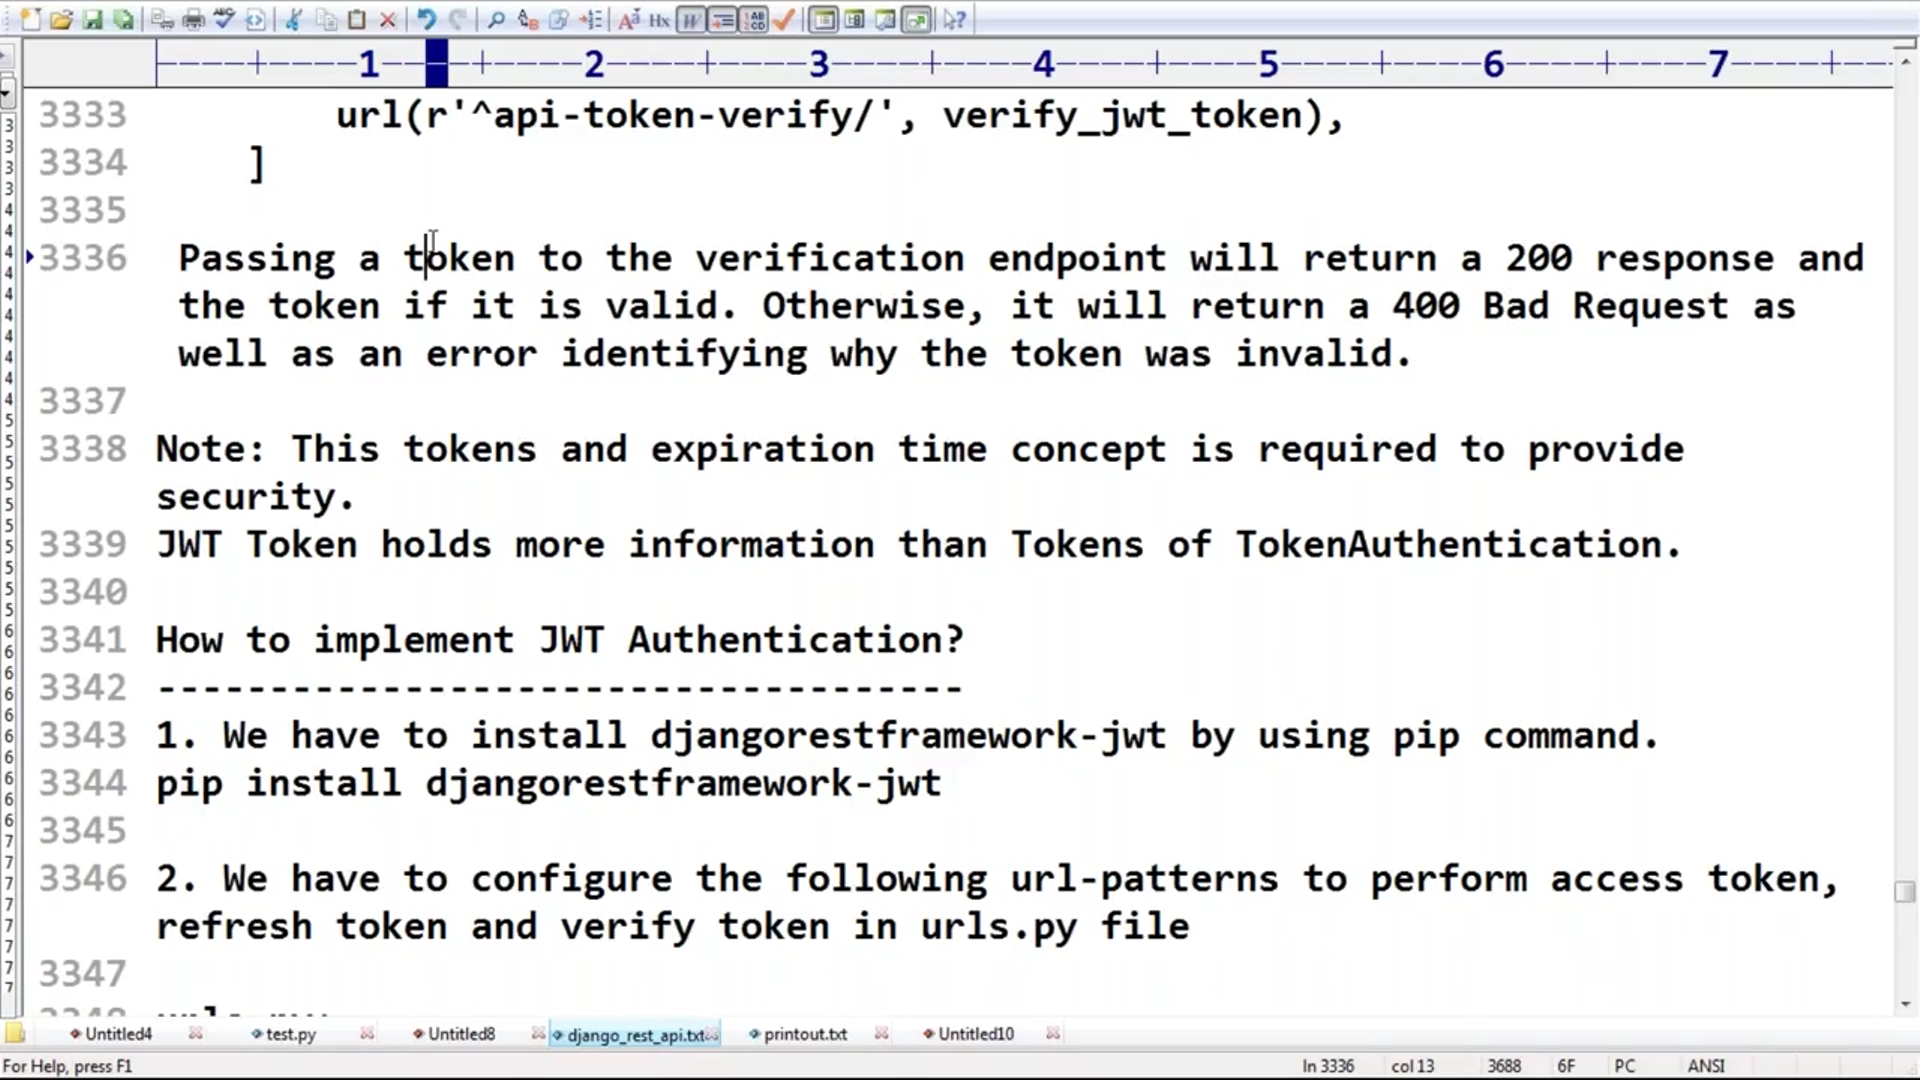 1 2 3 4 5 6 7
3333 url(r'^api-token-verify/', verify_jwt_token),
3334 ]
3335
3336 Passing a token to the verification endpoint will return a 200 response and
the token if it is valid. Otherwise, it will return a 400 Bad Request as
well as an error identifying why the token was invalid.
3337
3338 Note: This tokens and expiration time concept is required to provide
security.
3339 JWT Token holds more information than Tokens of TokenAuthentication.
3340
3341 How to implement JWT Authentication?
3342 ------------------------------------
3343 1. We have to install djangorestframework-jwt by using pip command.
3344 pip install djangorestframework-jwt
3345
3346 2. We have to configure the following url-patterns to perform access token,
refresh token and verify token in urls.py file
3347
Untitled4 test.py Untitled8 django_rest_api.txt printout.txt Untitled10
For Help, press F1 ln 3336 col 13 3688 6F PC ANSI